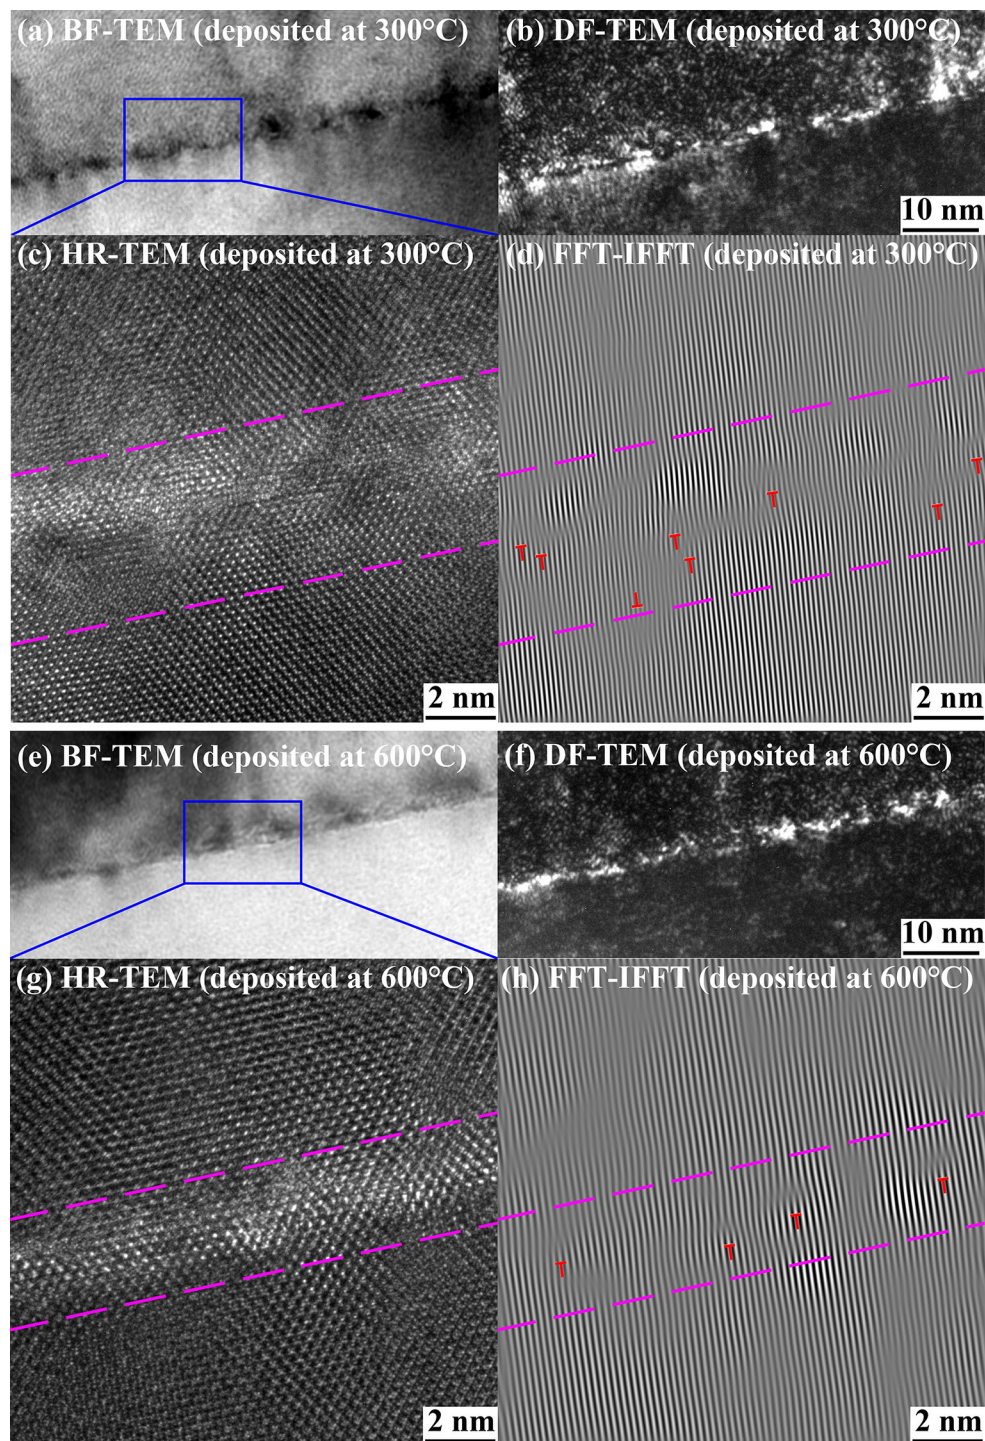 (a) BF-TEM (deposited at 300°C)
(b) DF-TEM (deposited at 300°C)
10 nm
(c) HR-TEM (deposited at 300°C)
(d) FFT-IFFT (deposited at 300°C)
2 nm
2 nm
(e) BF-TEM (deposited at 600°C)
(f) DF-TEM (deposited at 600°C)
10 nm
(g) HR-TEM (deposited at 600°C)
(h) FFT-IFFT (deposited at 600°C)
2 nm
2 nm